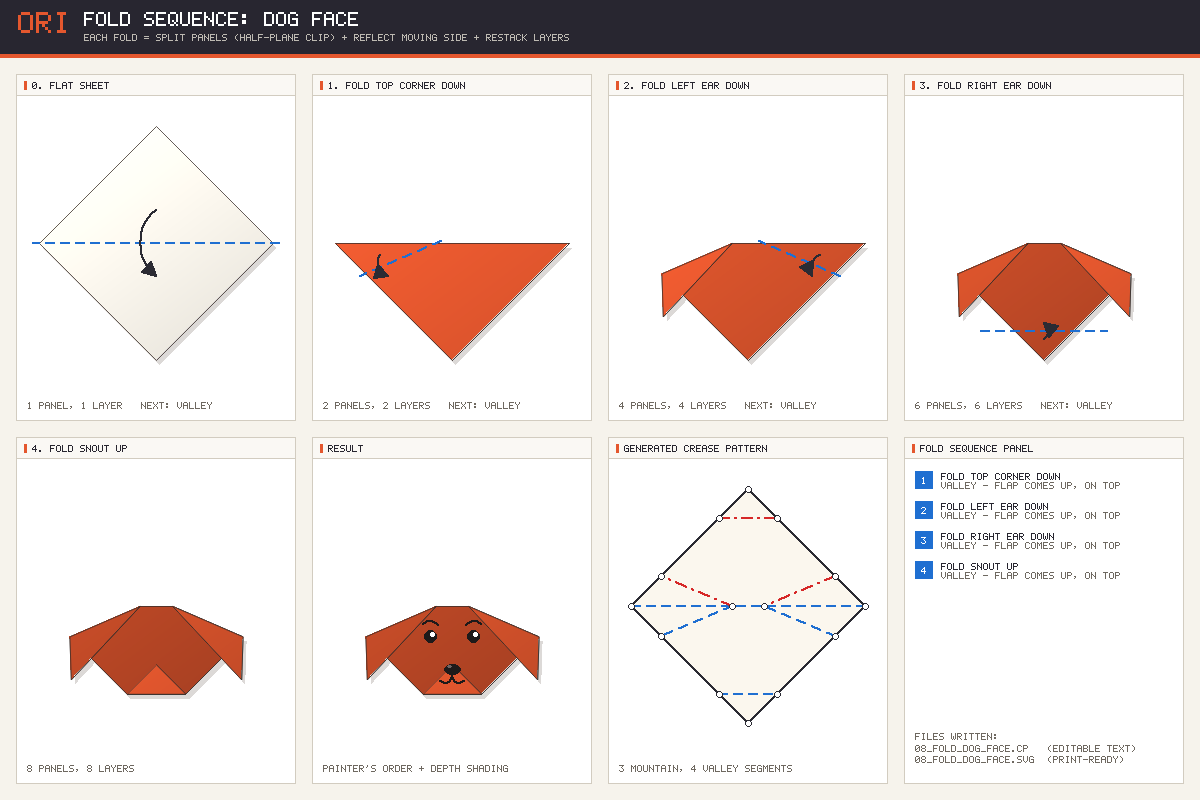 ORI
FOLD SEQUENCE: DOG FACE
EACH FOLD = SPLIT PANELS (HALF-PLANE CLIP) + REFLECT MOVING SIDE + RESTACK LAYERS
0. FLAT SHEET
1 PANEL, 1 LAYER NEXT: VALLEY
1. FOLD TOP CORNER DOWN
2 PANELS, 2 LAYERS NEXT: VALLEY
2. FOLD LEFT EAR DOWN
4 PANELS, 4 LAYERS NEXT: VALLEY
3. FOLD RIGHT EAR DOWN
6 PANELS, 6 LAYERS NEXT: VALLEY
4. FOLD SNOUT UP
8 PANELS, 8 LAYERS
RESULT
PAINTER'S ORDER + DEPTH SHADING
GENERATED CREASE PATTERN
3 MOUNTAIN, 4 VALLEY SEGMENTS
FOLD SEQUENCE PANEL
1 FOLD TOP CORNER DOWN
VALLEY - FLAP COMES UP, ON TOP
2 FOLD LEFT EAR DOWN
VALLEY - FLAP COMES UP, ON TOP
3 FOLD RIGHT EAR DOWN
VALLEY - FLAP COMES UP, ON TOP
4 FOLD SNOUT UP
VALLEY - FLAP COMES UP, ON TOP
FILES WRITTEN:
08_FOLD_DOG_FACE.CP (EDITABLE TEXT)
08_FOLD_DOG_FACE.SVG (PRINT-READY)